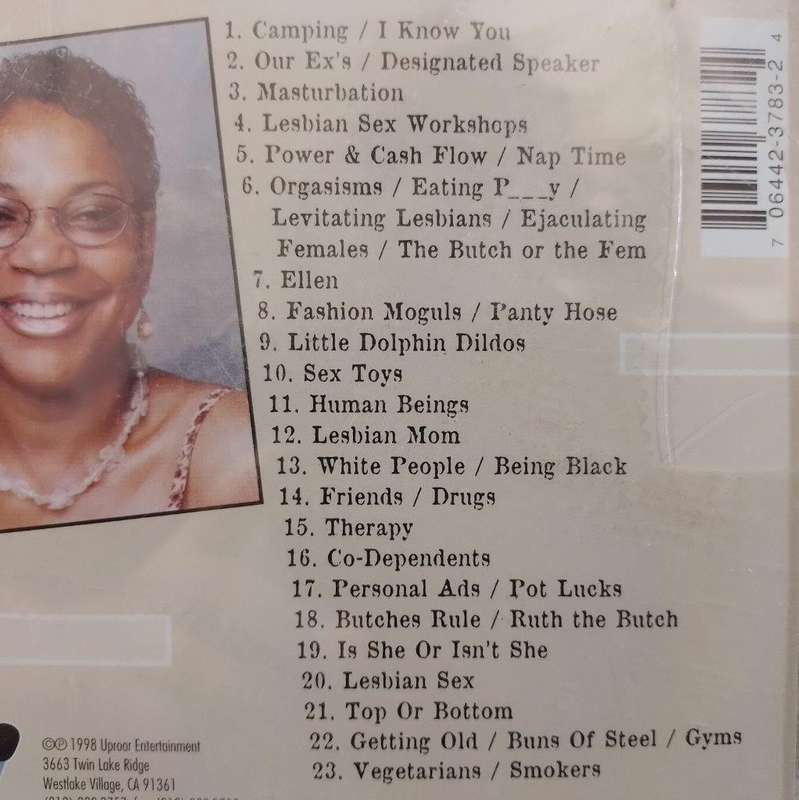 1. Camping / I Know You
2. Our Ex's / Designated Speaker
3. Masturbation
4. Lesbian Sex Workshops
5. Power & Cash Flow / Nap Time
6. Orgasisms / Eating P___y /
Levitating Lesbians / Ejaculating
Females / The Butch or the Fem
7. Ellen
8. Fashion Moguls / Panty Hose
9. Little Dolphin Dildos
10. Sex Toys
11. Human Beings
12. Lesbian Mom
13. White People / Being Black
14. Friends / Drugs
15. Therapy
16. Co-Dependents
17. Personal Ads / Pot Lucks
18. Butches Rule / Ruth the Butch
19. Is She Or Isn't She
20. Lesbian Sex
21. Top Or Bottom
22. Getting Old / Buns Of Steel / Gyms
23. Vegetarians / Smokers
7 06442-3783-2 4
©℗ 1998 Uproar Entertainment
3663 Twin Lake Ridge
Westlake Village, CA 91361